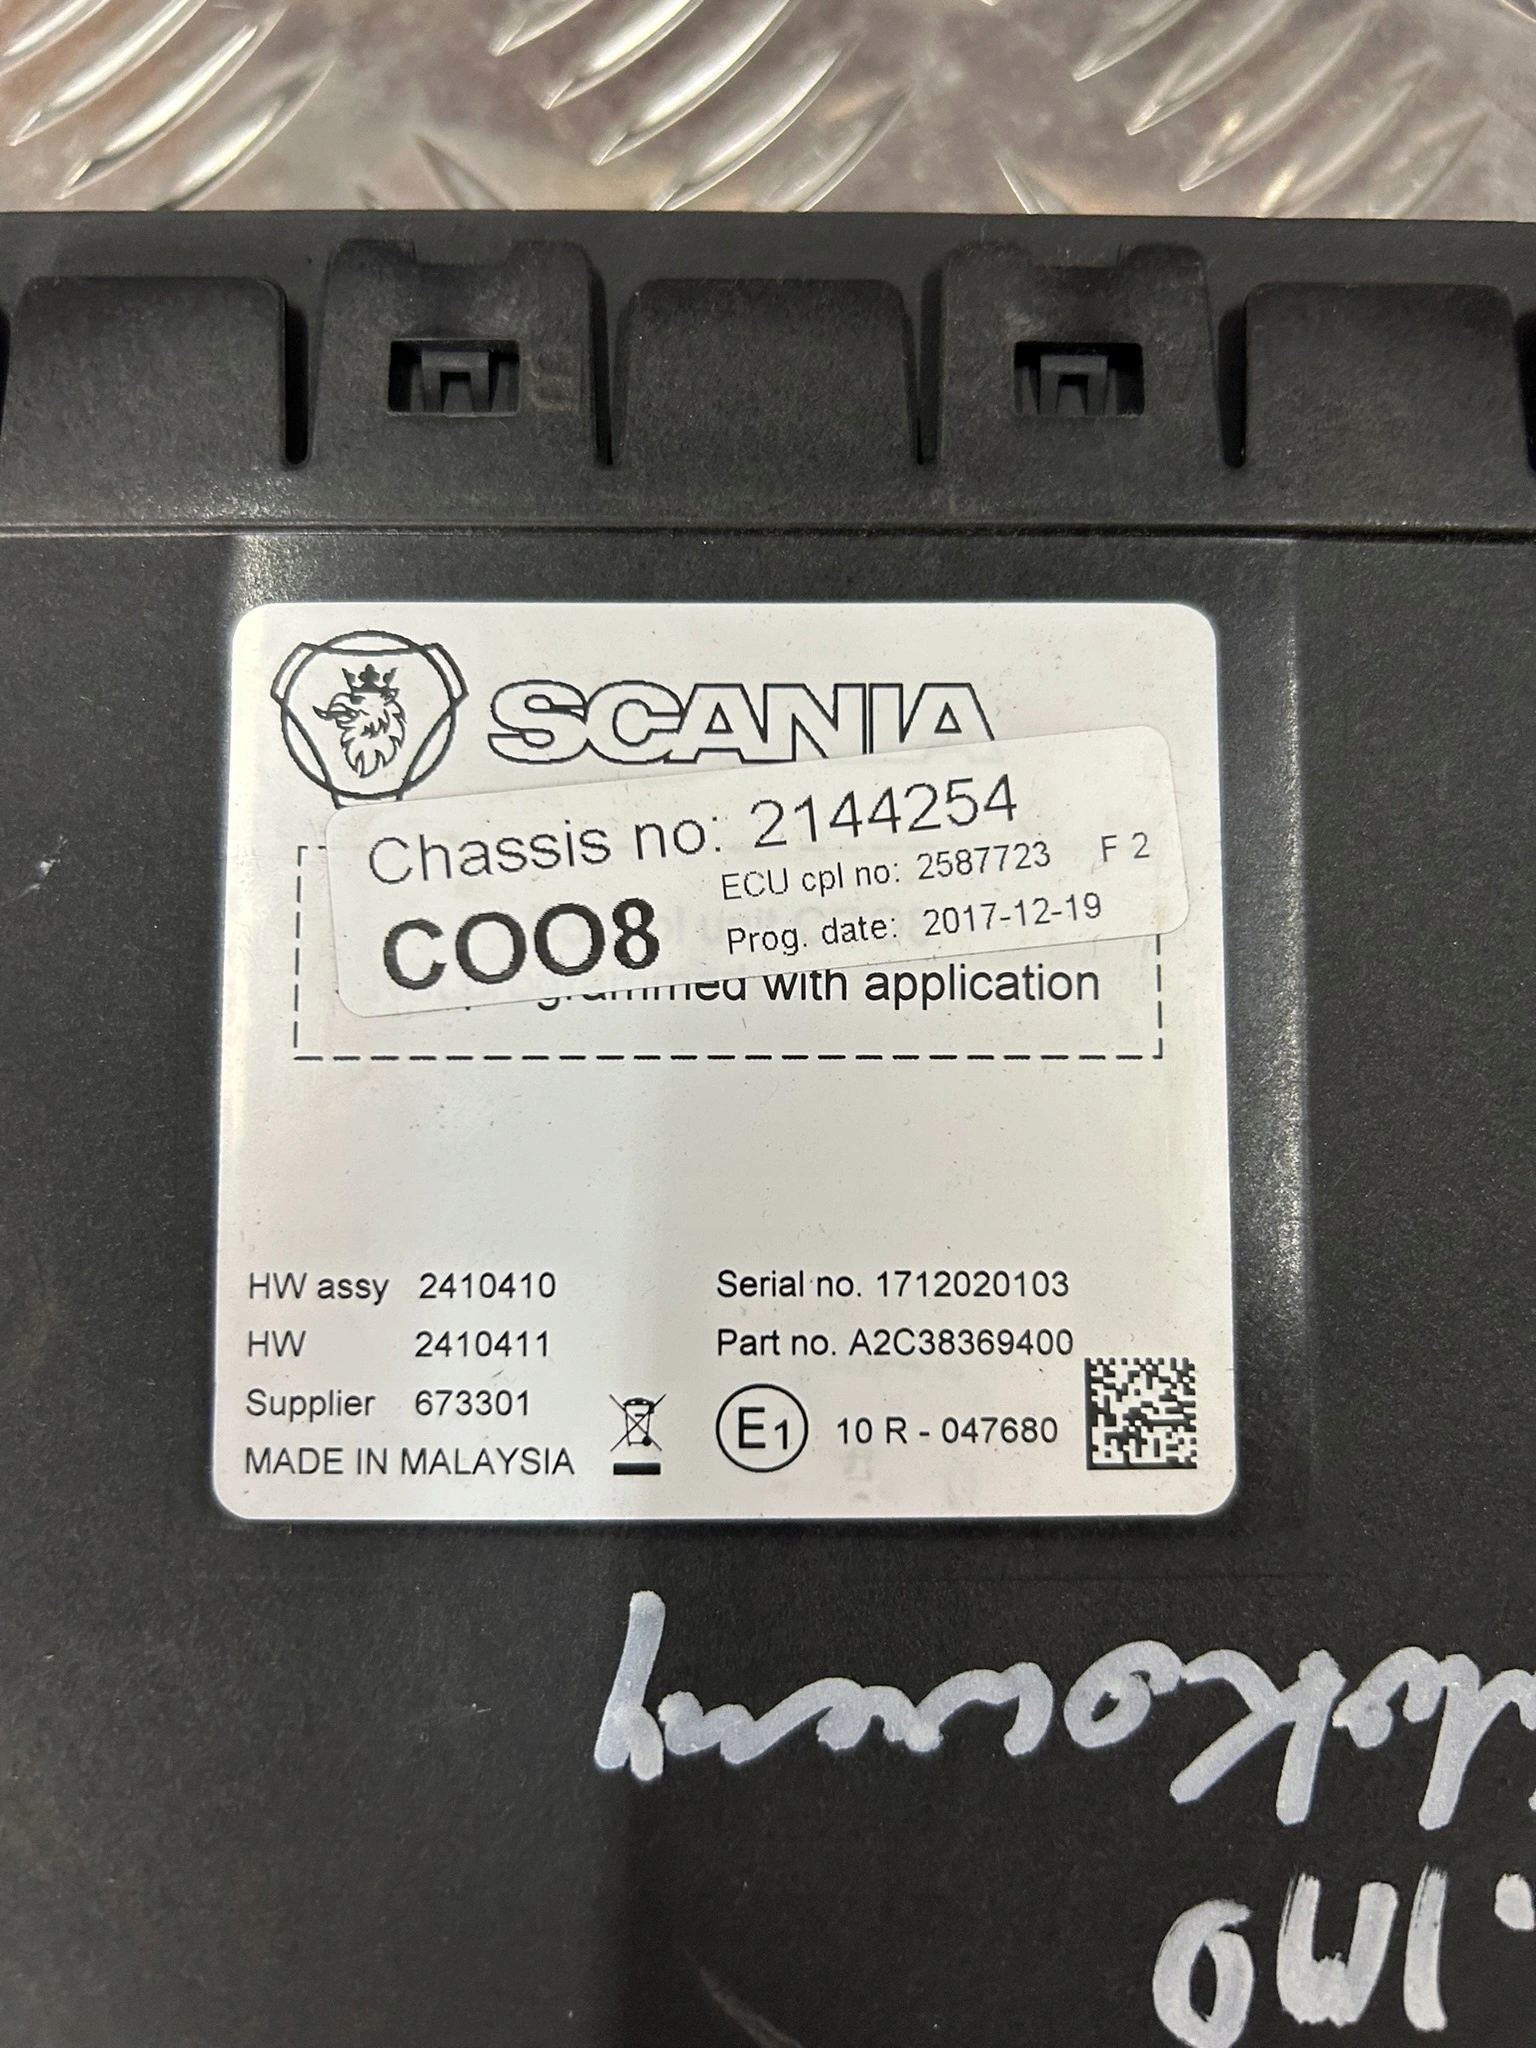 SCANIA
Chassis no: 2144254
ECU cpl no: 2587723 F 2
COO8
Prog. date: 2017-12-19
with application
HW assy 2410410
Serial no. 1712020103
HW 2410411
Part no. A2C38369400
Supplier 673301
MADE IN MALAYSIA
E1
10 R - 047680